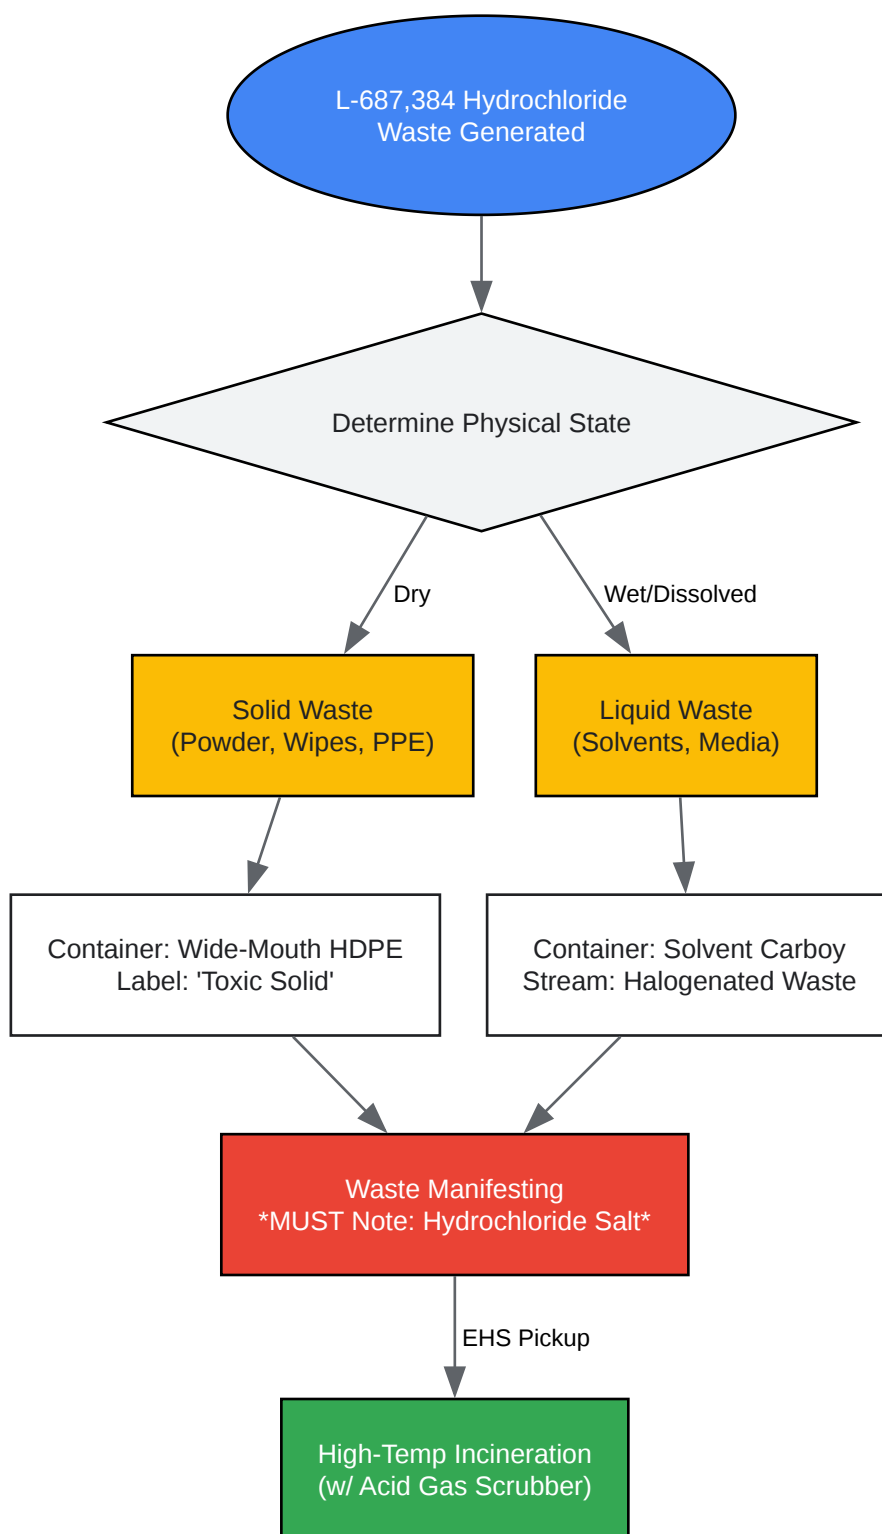 L-687,384 Hydrochloride
Waste Generated
Determine Physical State
Dry
Wet/Dissolved
Solid Waste
(Powder, Wipes, PPE)
Liquid Waste
(Solvents, Media)
Container: Wide-Mouth HDPE
Label: 'Toxic Solid'
Container: Solvent Carboy
Stream: Halogenated Waste
Waste Manifesting
*MUST Note: Hydrochloride Salt*
EHS Pickup
High-Temp Incineration
(w/ Acid Gas Scrubber)